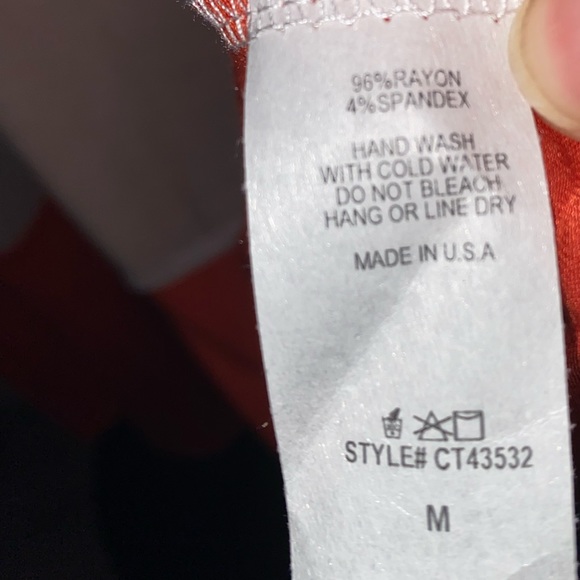 96%RAYON
4%SPANDEX
HAND WASH
WITH COLD WATER
DO NOT BLEACH
HANG OR LINE DRY
MADE IN U.S.A
STYLE# CT43532
M